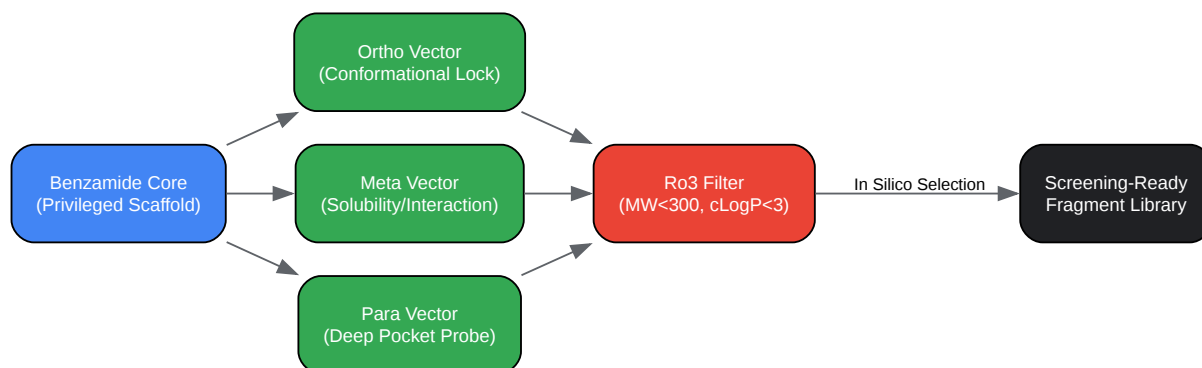 Ortho Vector
(Conformational Lock)
Benzamide Core
(Privileged Scaffold)
Meta Vector
(Solubility/Interaction)
Ro3 Filter
(MW<300, cLogP<3)
In Silico Selection
Screening-Ready
Fragment Library
Para Vector
(Deep Pocket Probe)